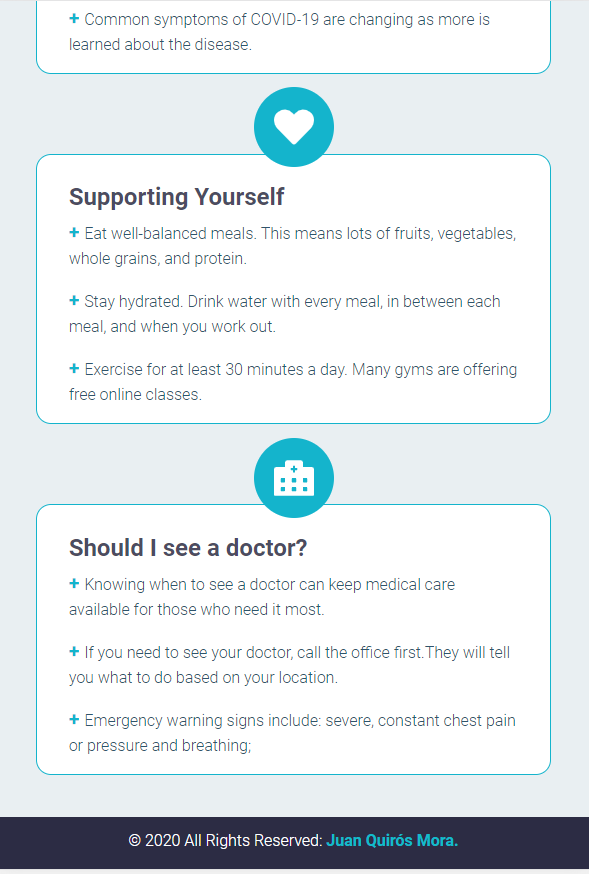 + Common symptoms of COVID-19 are changing as more is
learned about the disease.
Supporting Yourself
+ Eat well-balanced meals. This means lots of fruits, vegetables,
whole grains, and protein.
+ Stay hydrated. Drink water with every meal, in between each
meal, and when you work out.
+ Exercise for at least 30 minutes a day. Many gyms are offering
free online classes.
Should I see a doctor?
+ Knowing when to see a doctor can keep medical care
available for those who need it most.
+ If you need to see your doctor, call the office first.They will tell
you what to do based on your location.
+ Emergency warning signs include: severe, constant chest pain
or pressure and breathing;
© 2020 All Rights Reserved: Juan Quirós Mora.